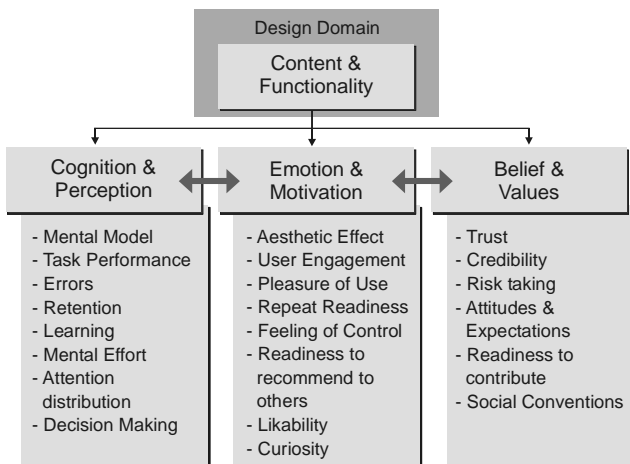 Design Domain
Content &
Functionality
Cognition &
Perception
- Mental Model
- Task Performance
- Errors
- Retention
- Learning
- Mental Effort
- Attention
distribution
- Decision Making
Emotion &
Motivation
- Aesthetic Effect
- User Engagement
- Pleasure of Use
- Repeat Readiness
- Feeling of Control
- Readiness to
recommend to
others
- Likability
- Curiosity
Belief &
Values
- Trust
- Credibility
- Risk taking
- Attitudes &
Expectations
- Readiness to
contribute
- Social Conventions